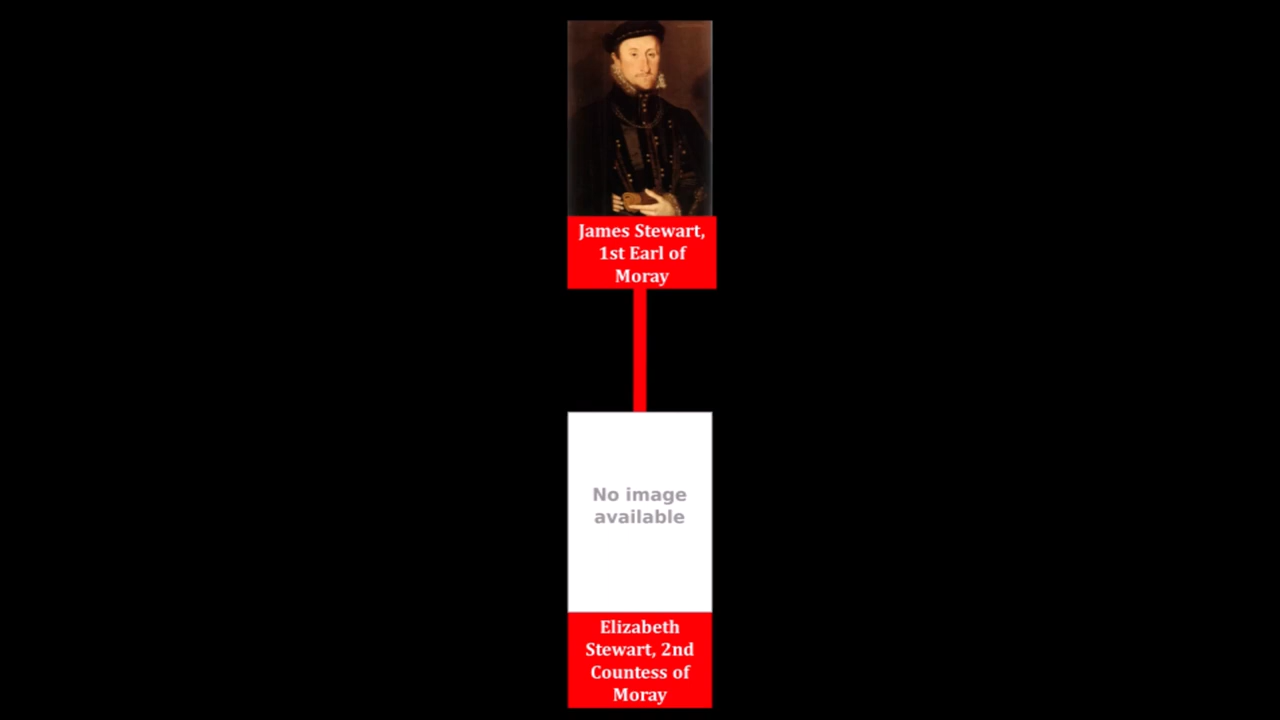 James Stewart,
1st Earl of
Moray
No image
available
Elizabeth
Stewart, 2nd
Countess of
Moray